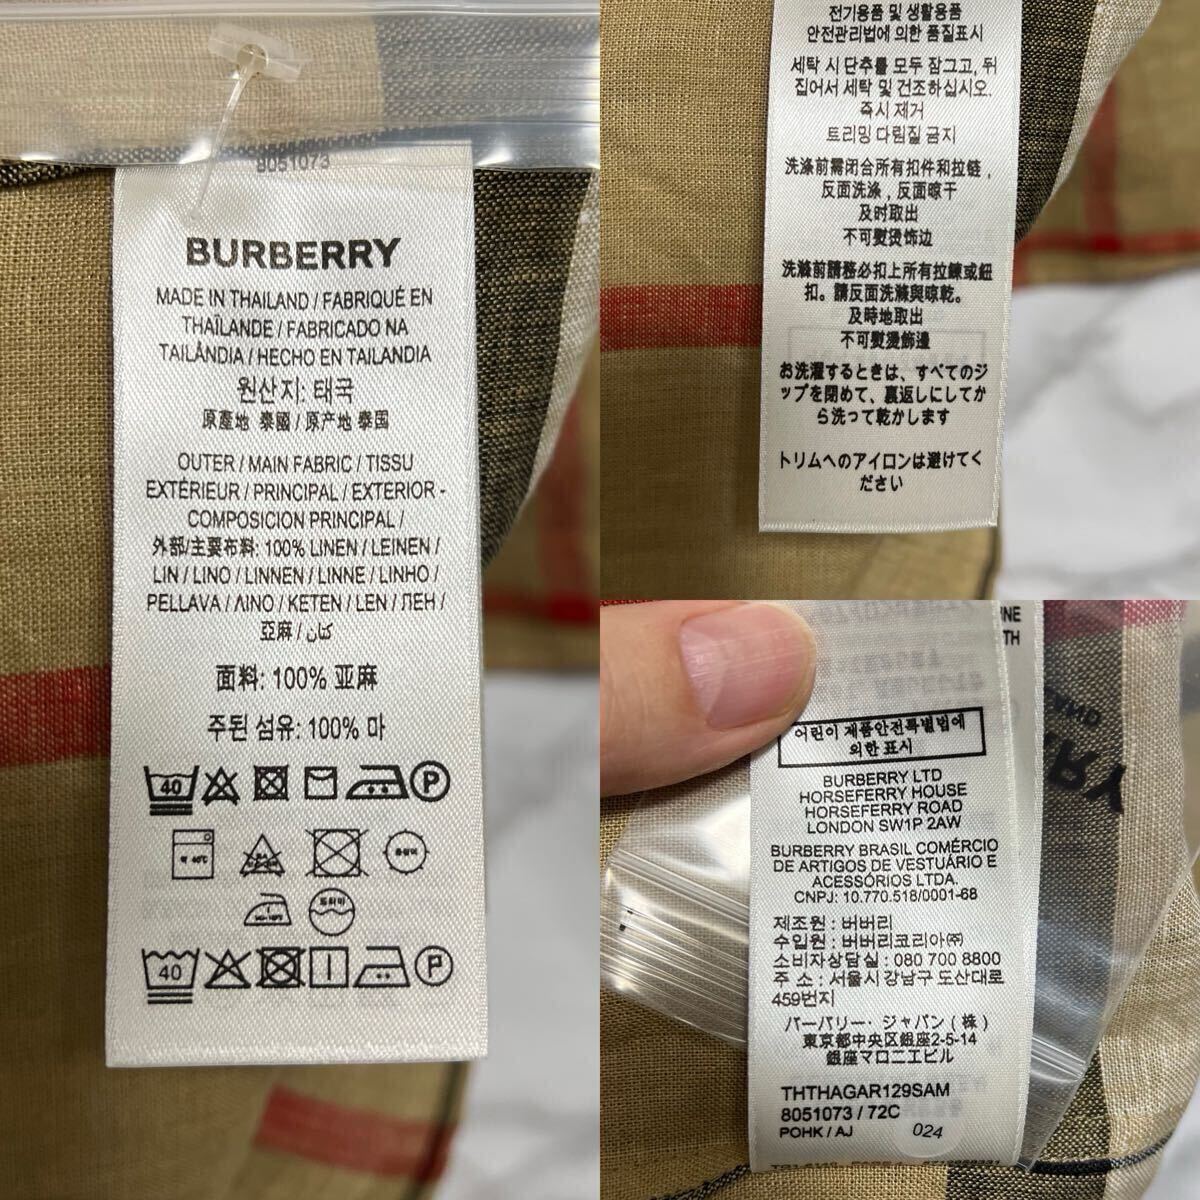 8051073
BURBERRY
MADE IN THAILAND / FABRIQUÉ EN
THAÏLANDE / FABRICADO NA
TAILÂNDIA / HECHO EN TAILANDIA
원산지: 태국
原產地 泰國 / 原产地 泰国
OUTER / MAIN FABRIC / TISSU
EXTÉRIEUR / PRINCIPAL / EXTERIOR -
COMPOSICION PRINCIPAL /
外部/主要布料: 100% LINEN / LEINEN /
LIN / LINO / LINNEN / LINNE / LINHO /
PELLAVA / ΛΙΝΟ / KETEN / LEN / ЛЕН /
亞麻 / كتان
面料: 100% 亚麻
주된 섬유: 100% 마
40
P
약 40℃
중성세제
드라이
40
P
전기용품 및 생활용품
안전관리법에 의한 품질표시
세탁 시 단추를 모두 잠그고, 뒤
집어서 세탁 및 건조하십시오.
즉시 제거
트리밍 다림질 금지
洗涤前需闭合所有扣件和拉链，
反面洗涤，反面晾干
及时取出
不可熨烫饰边
洗滌前請務必扣上所有拉鍊或鈕
扣。請反面洗滌與晾乾。
及時地取出
不可熨燙飾邊
お洗濯するときは、すべてのジ
ップを閉めて、裏返しにしてか
ら洗って乾かします
トリムへのアイロンは避けてく
ださい
어린이 제품안전특별법에
의한 표시
BURBERRY LTD
HORSEFERRY HOUSE
HORSEFERRY ROAD
LONDON SW1P 2AW
BURBERRY BRASIL COMÉRCIO
DE ARTIGOS DE VESTUÁRIO E
ACESSÓRIOS LTDA.
CNPJ: 10.770.518/0001-68
제조원 : 버버리
수입원 : 버버리코리아㈜
소비자상담실 : 080 700 8800
주 소 : 서울시 강남구 도산대로
459번지
バーバリー・ジャパン（株）
東京都中央区銀座2-5-14
銀座マロニエビル
THTHAGAR129SAM
8051073 / 72C
POHK / AJ
024